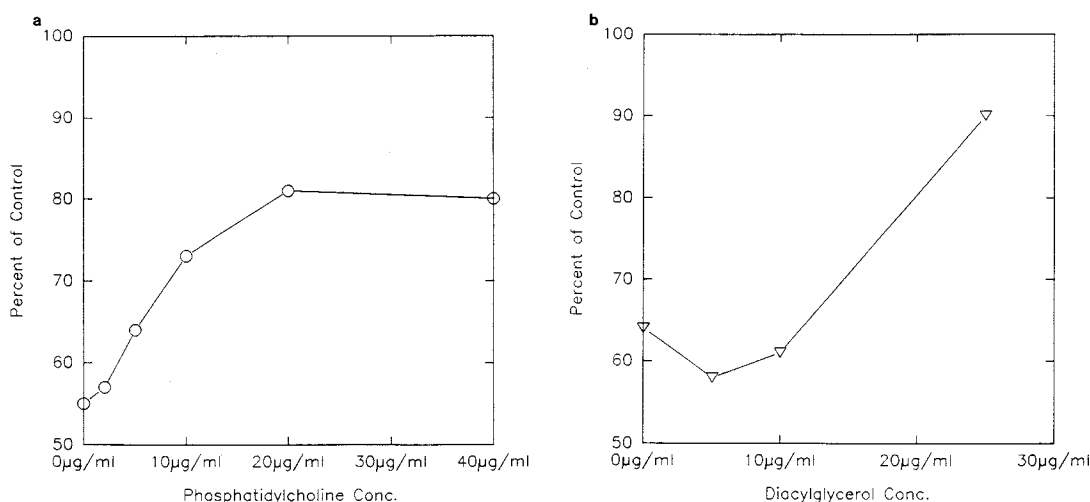 a
100
90
80
70
60
50
Percent of Control
0µg/ml 10µg/ml 20µg/ml 30µg/ml 40µg/ml
Phosphatidylcholine Conc.
b
100
90
80
70
60
50
Percent of Control
0µg/ml 10µg/ml 20µg/ml 30µg/ml
Diacylglycerol Conc.